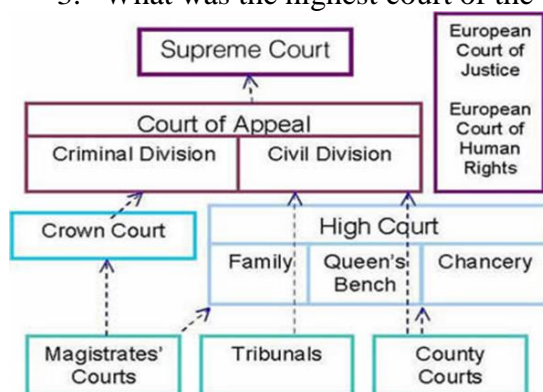 What was the highest court of the
Supreme Court
European
Court of
Justice
European
Court of
Human
Rights
Court of Appeal
Criminal Division
Civil Division
Crown Court
High Court
Family
Queen's
Bench
Chancery
Magistrates'
Courts
Tribunals
County
Courts